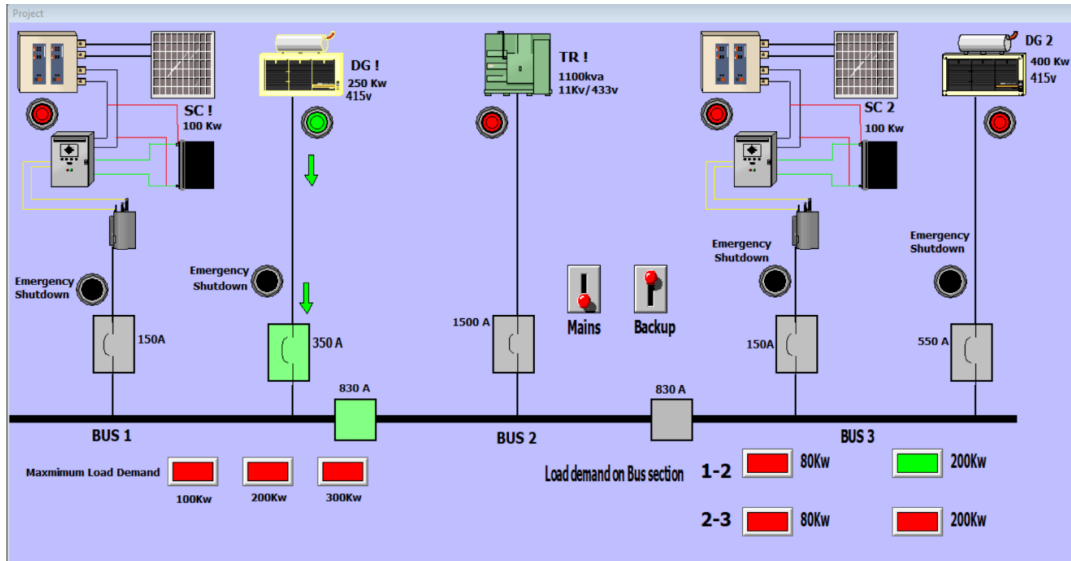 Project
SC !
100 Kw
DG !
250 Kw
415v
TR !
1100kva
11Kv/433v
SC 2
100 Kw
DG 2
400 Kw
415v
Emergency
Shutdown
Emergency
Shutdown
Emergency
Shutdown
Emergency
Shutdown
Mains
Backup
150A
350 A
1500 A
150A
550 A
830 A
830 A
BUS 1
BUS 2
BUS 3
Maxmimum Load Demand
100Kw
200Kw
300Kw
Load demand on Bus section
1-2
80Kw
200Kw
2-3
80Kw
200Kw